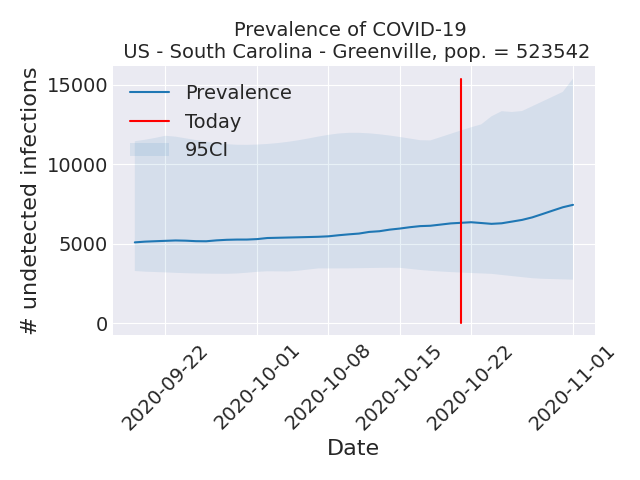 Prevalence of COVID-19
US - South Carolina - Greenville, pop. = 523542
# undetected infections
15000
10000
5000
0
Prevalence
Today
95CI
2020-09-22
2020-10-01
2020-10-08
2020-10-15
2020-10-22
2020-11-01
Date